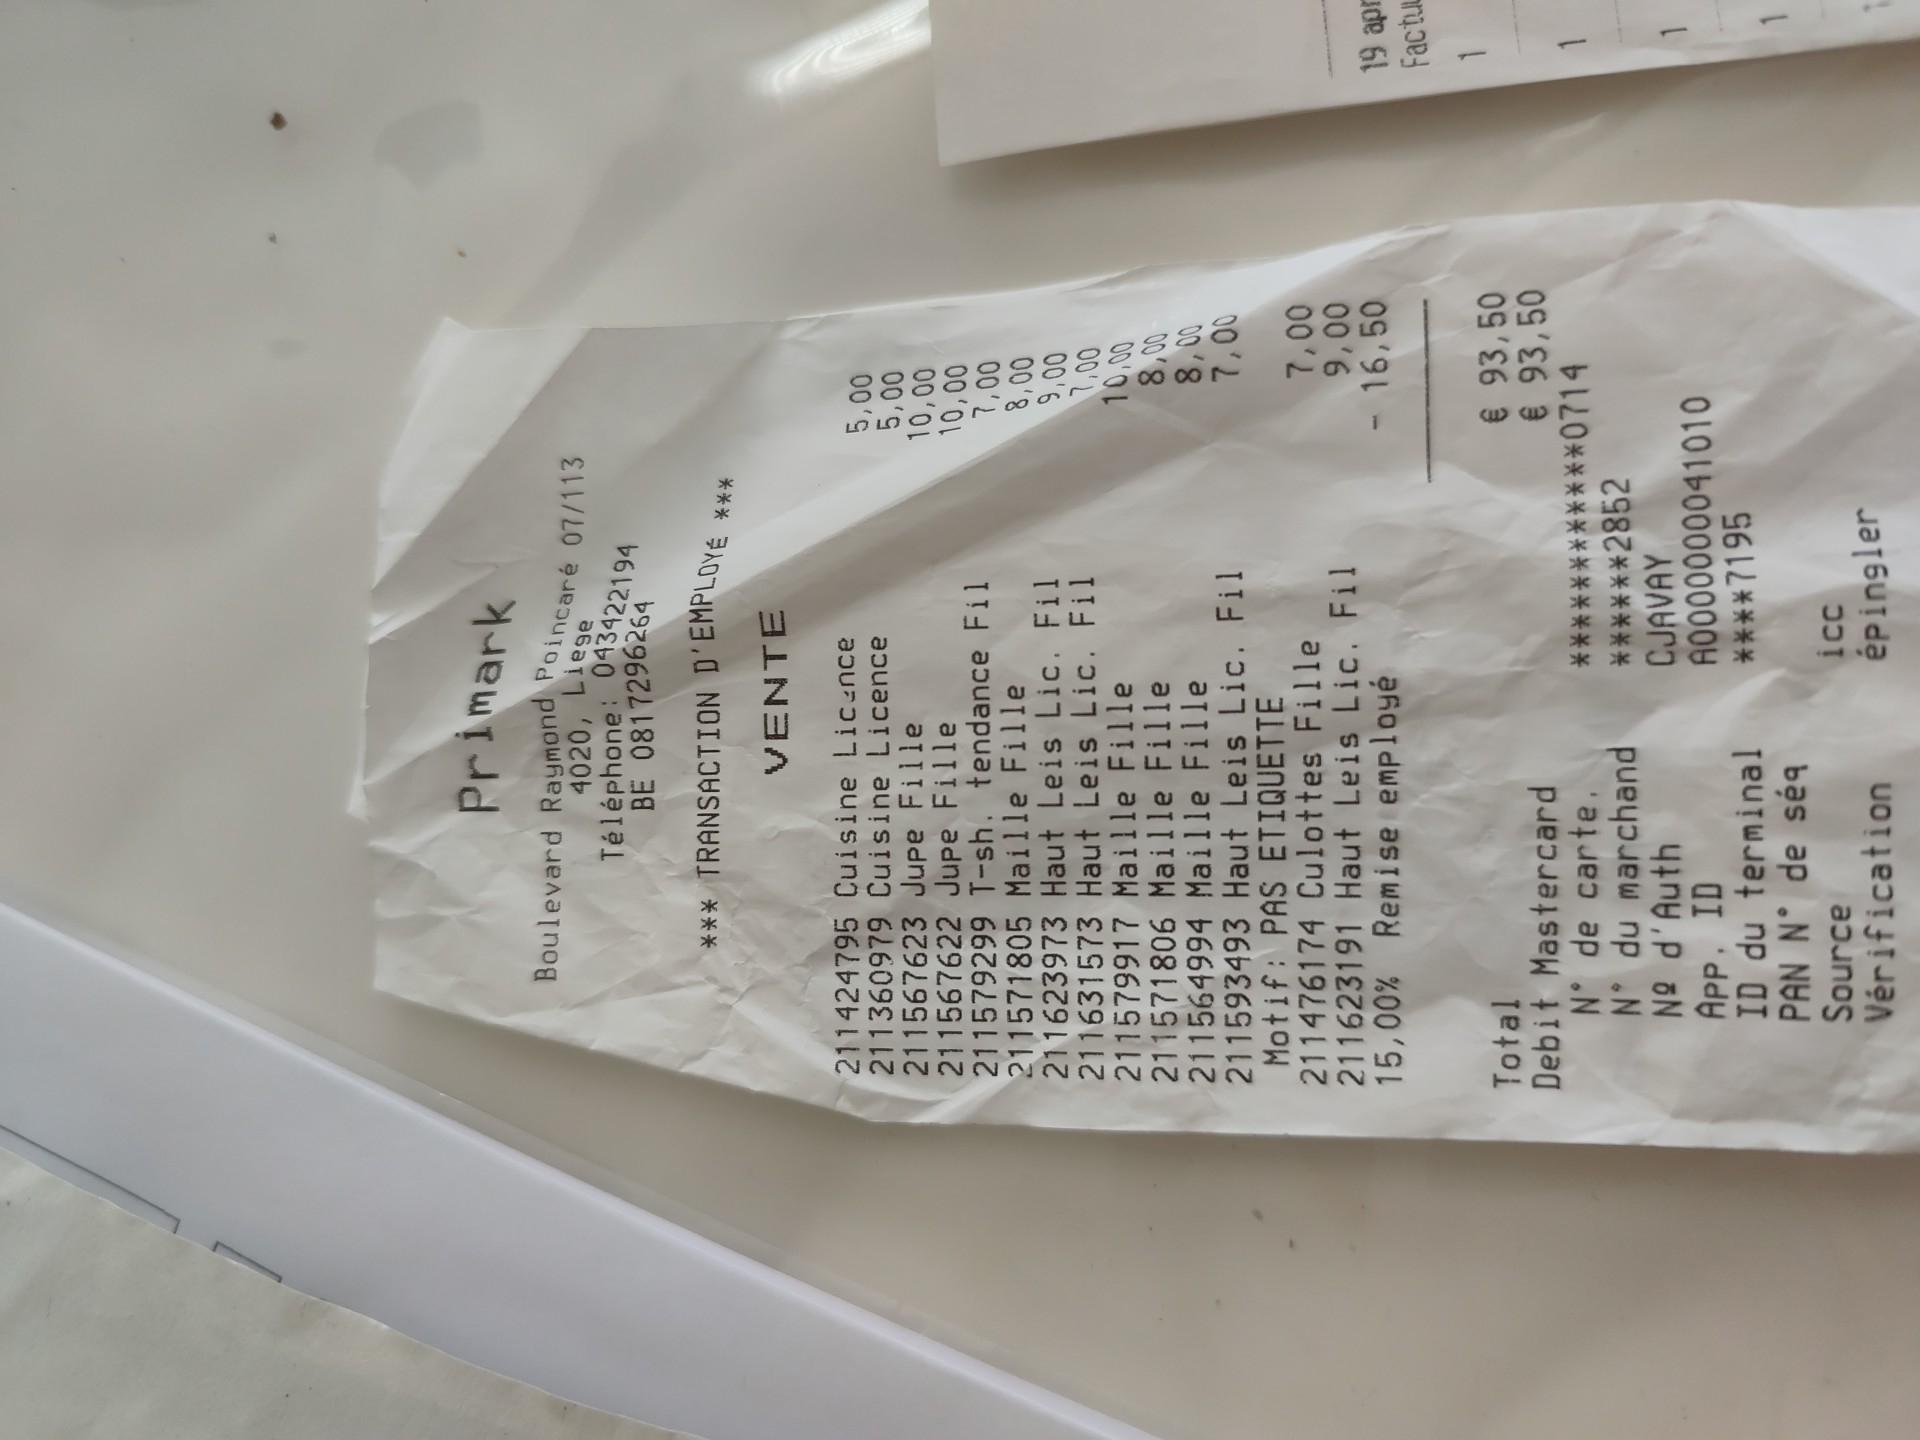 Primark
Boulevard Raymond Poincaré 07/113
4020, Liege
Téléphone: 043422194
BE 0817296264
*** TRANSACTION D'EMPLOYÉ ***
VENTE
211424795 Cuisine Licence 5,00
211360979 Cuisine Licence 5,00
211567623 Jupe Fille 10,00
211567622 Jupe Fille 10,00
211579299 T-sh. tendance Fil 7,00
211571805 Maille Fille 8,00
211623973 Haut Leis Lic. Fil 9,00
211631573 Haut Leis Lic. Fil 7,00
211579917 Maille Fille 10,00
211571806 Maille Fille 8,00
211564994 Maille Fille 8,00
211593493 Haut Leis Lic. Fil 7,00
Motif: PAS ETIQUETTE
211476174 Culottes Fille 7,00
211623191 Haut Leis Lic. Fil 9,00
15,00% Remise employé - 16,50
Total € 93,50
Debit Mastercard € 93,50
N° de carte. ************0714
N° du marchand ******2852
Nº d'Auth CJAVAY
APP. ID A0000000041010
ID du terminal ****7195
PAN N° de séq
Source icc
Vérification épingler
19 apr
Factu
1
1
1
1